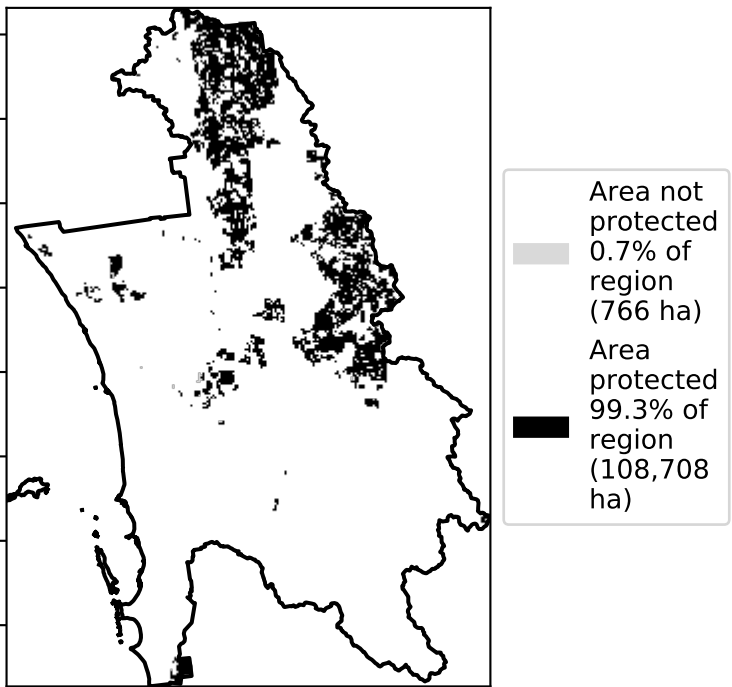 Area not
protected
0.7% of
region
(766 ha)
Area
protected
99.3% of
region
(108,708
ha)